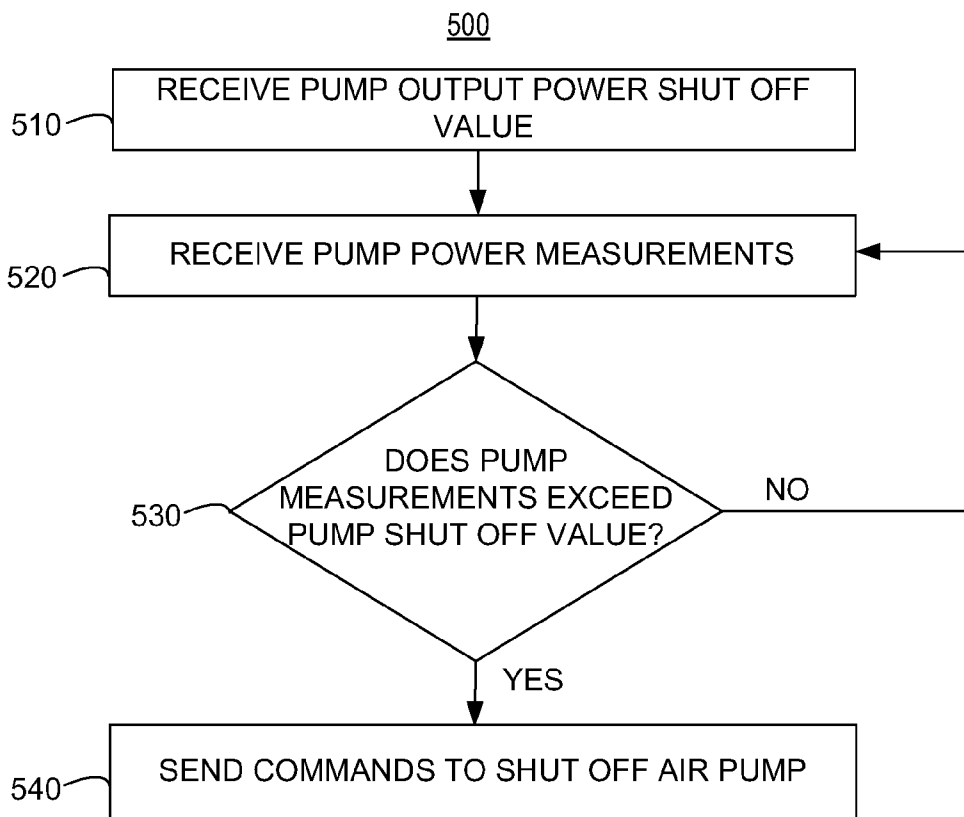 500
RECEIVE PUMP OUTPUT POWER SHUT OFF
VALUE
510
RECEIVE PUMP POWER MEASUREMENTS
520
DOES PUMP
MEASUREMENTS EXCEED
PUMP SHUT OFF VALUE?
530
NO
YES
SEND COMMANDS TO SHUT OFF AIR PUMP
540